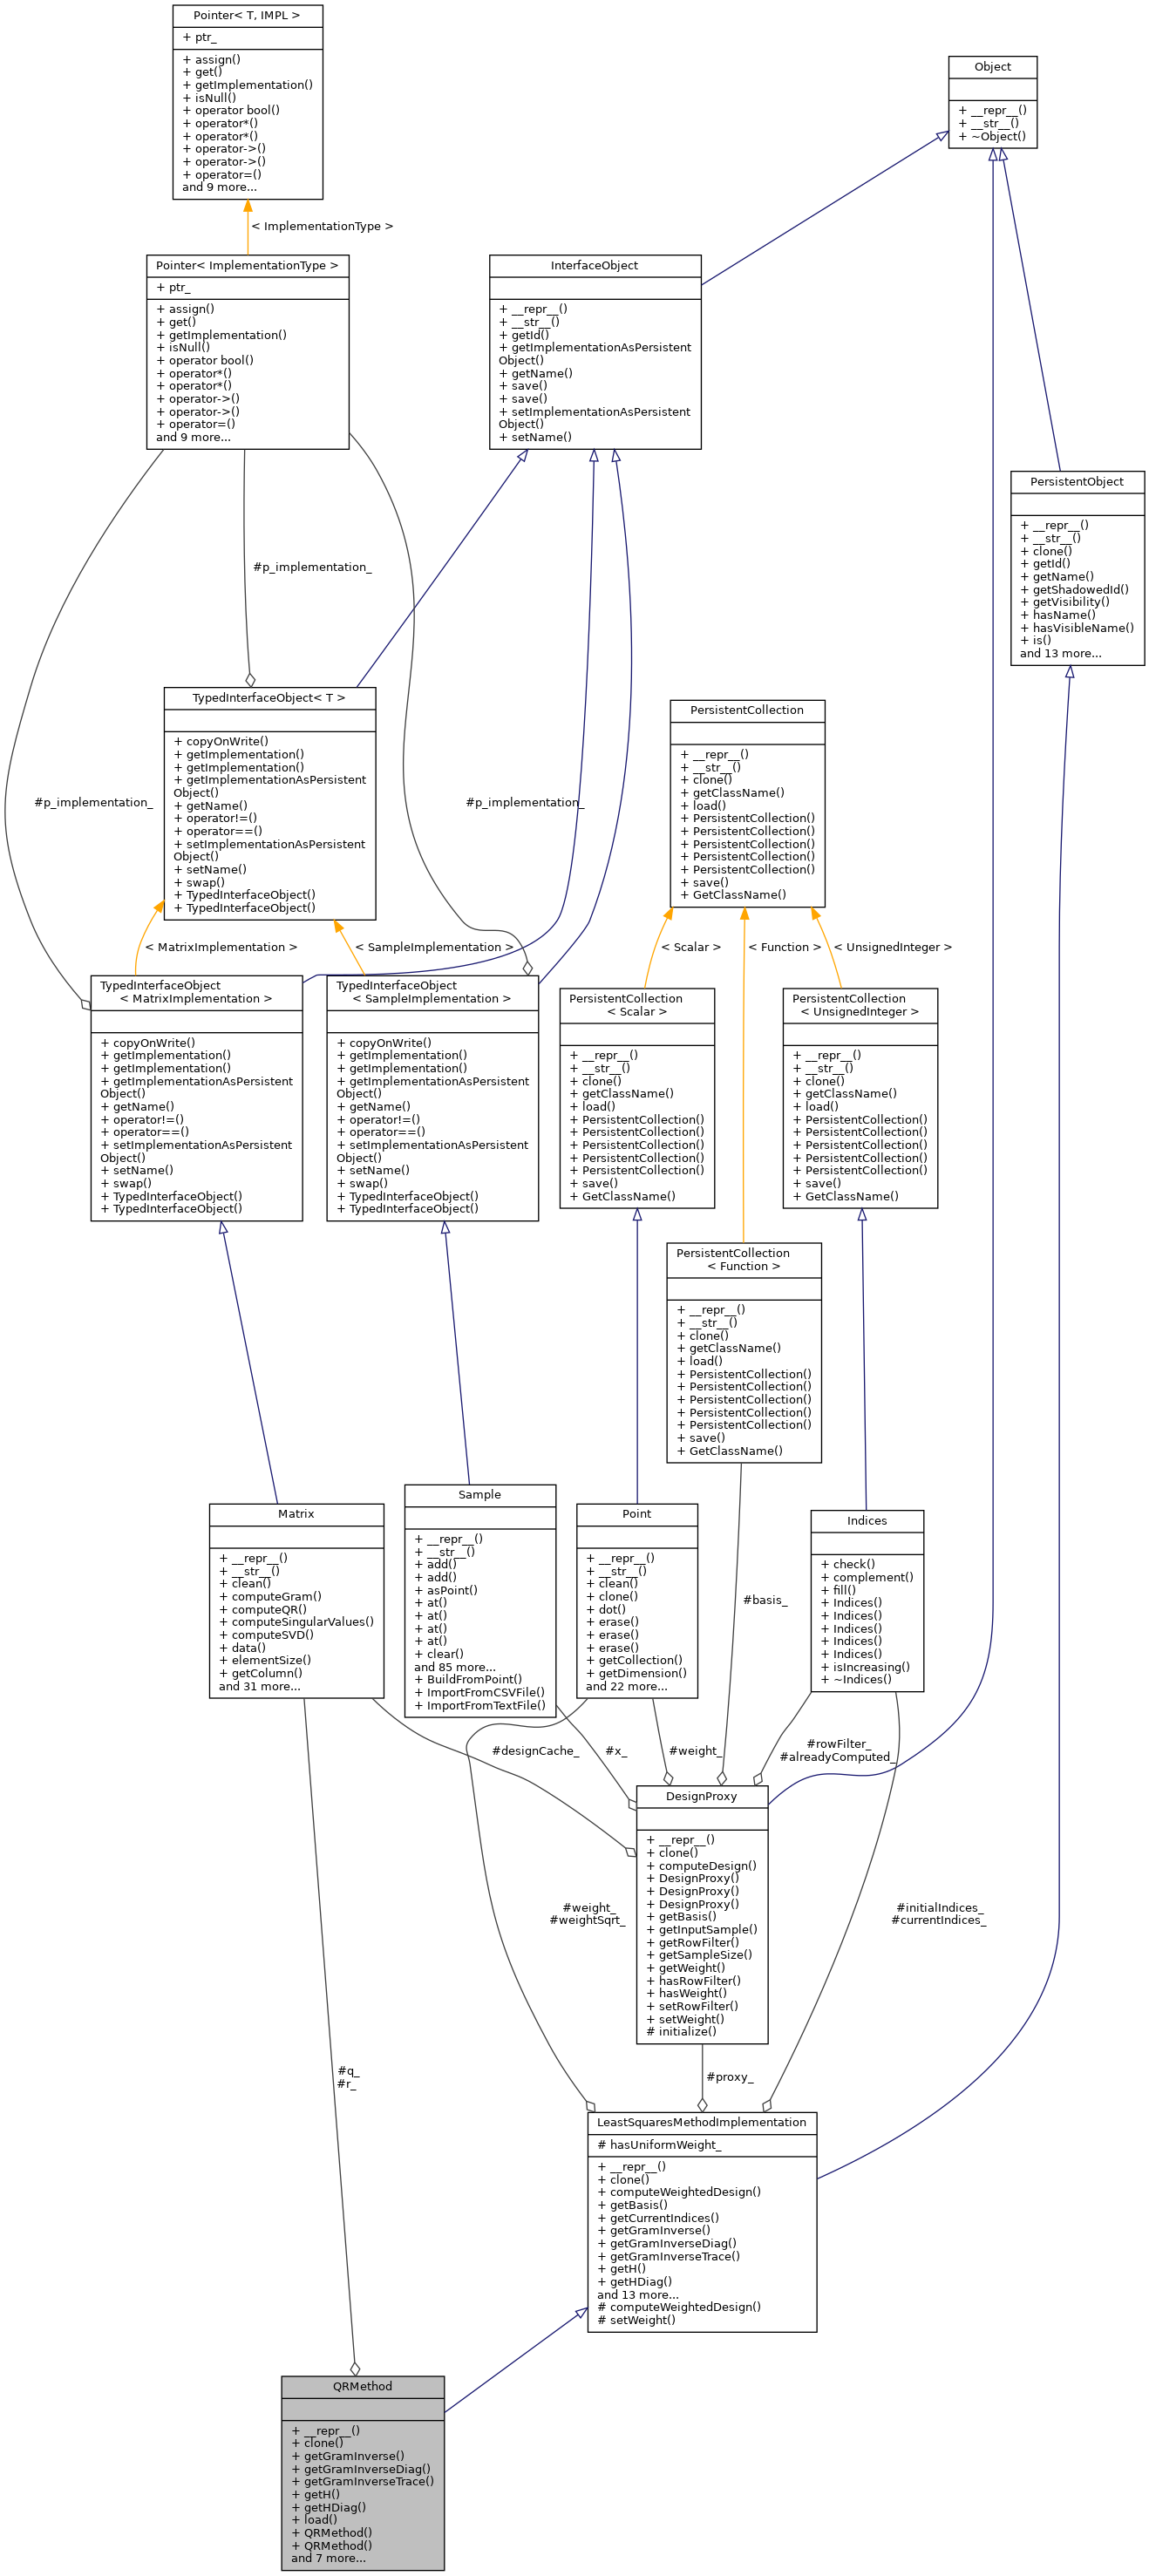 Pointer< T, IMPL >
+ ptr_
+ assign()
+ get()
+ getImplementation()
+ isNull()
+ operator bool()
+ operator*()
+ operator*()
+ operator->()
+ operator->()
+ operator=()
and 9 more...
Object
+ __repr__()
+ __str__()
+ ~Object()
< ImplementationType >
Pointer< ImplementationType >
+ ptr_
+ assign()
+ get()
+ getImplementation()
+ isNull()
+ operator bool()
+ operator*()
+ operator*()
+ operator->()
+ operator->()
+ operator=()
and 9 more...
InterfaceObject
+ __repr__()
+ __str__()
+ getId()
+ getImplementationAsPersistent
Object()
+ getName()
+ save()
+ save()
+ setImplementationAsPersistent
Object()
+ setName()
PersistentObject
+ __repr__()
+ __str__()
+ clone()
+ getId()
+ getName()
+ getShadowedId()
+ getVisibility()
+ hasName()
+ hasVisibleName()
+ is()
and 13 more...
#p_implementation_
TypedInterfaceObject< T >
+ copyOnWrite()
+ getImplementation()
+ getImplementation()
+ getImplementationAsPersistent
Object()
+ getName()
+ operator!=()
+ operator==()
+ setImplementationAsPersistent
Object()
+ setName()
+ swap()
+ TypedInterfaceObject()
+ TypedInterfaceObject()
PersistentCollection
+ __repr__()
+ __str__()
+ clone()
+ getClassName()
+ load()
+ PersistentCollection()
+ PersistentCollection()
+ PersistentCollection()
+ PersistentCollection()
+ PersistentCollection()
+ save()
+ GetClassName()
#p_implementation_
#p_implementation_
< MatrixImplementation >
< SampleImplementation >
< Scalar >
< Function >
< UnsignedInteger >
TypedInterfaceObject
< MatrixImplementation >
+ copyOnWrite()
+ getImplementation()
+ getImplementation()
+ getImplementationAsPersistent
Object()
+ getName()
+ operator!=()
+ operator==()
+ setImplementationAsPersistent
Object()
+ setName()
+ swap()
+ TypedInterfaceObject()
+ TypedInterfaceObject()
TypedInterfaceObject
< SampleImplementation >
+ copyOnWrite()
+ getImplementation()
+ getImplementation()
+ getImplementationAsPersistent
Object()
+ getName()
+ operator!=()
+ operator==()
+ setImplementationAsPersistent
Object()
+ setName()
+ swap()
+ TypedInterfaceObject()
+ TypedInterfaceObject()
PersistentCollection
< Scalar >
+ __repr__()
+ __str__()
+ clone()
+ getClassName()
+ load()
+ PersistentCollection()
+ PersistentCollection()
+ PersistentCollection()
+ PersistentCollection()
+ PersistentCollection()
+ save()
+ GetClassName()
PersistentCollection
< UnsignedInteger >
+ __repr__()
+ __str__()
+ clone()
+ getClassName()
+ load()
+ PersistentCollection()
+ PersistentCollection()
+ PersistentCollection()
+ PersistentCollection()
+ PersistentCollection()
+ save()
+ GetClassName()
PersistentCollection
< Function >
+ __repr__()
+ __str__()
+ clone()
+ getClassName()
+ load()
+ PersistentCollection()
+ PersistentCollection()
+ PersistentCollection()
+ PersistentCollection()
+ PersistentCollection()
+ save()
+ GetClassName()
Matrix
+ __repr__()
+ __str__()
+ clean()
+ computeGram()
+ computeQR()
+ computeSingularValues()
+ computeSVD()
+ data()
+ elementSize()
+ getColumn()
and 31 more...
Sample
+ __repr__()
+ __str__()
+ add()
+ add()
+ asPoint()
+ at()
+ at()
+ at()
+ at()
+ clear()
and 85 more...
+ BuildFromPoint()
+ ImportFromCSVFile()
+ ImportFromTextFile()
Point
+ __repr__()
+ __str__()
+ clean()
+ clone()
+ dot()
+ erase()
+ erase()
+ erase()
+ getCollection()
+ getDimension()
and 22 more...
#basis_
Indices
+ check()
+ complement()
+ fill()
+ Indices()
+ Indices()
+ Indices()
+ Indices()
+ Indices()
+ isIncreasing()
+ ~Indices()
#designCache_
#x_
#weight_
#rowFilter_
#alreadyComputed_
DesignProxy
+ __repr__()
+ clone()
+ computeDesign()
+ DesignProxy()
+ DesignProxy()
+ DesignProxy()
+ getBasis()
+ getInputSample()
+ getRowFilter()
+ getSampleSize()
+ getWeight()
+ hasRowFilter()
+ hasWeight()
+ setRowFilter()
+ setWeight()
# initialize()
#weight_
#weightSqrt_
#initialIndices_
#currentIndices_
#q_
#r_
#proxy_
LeastSquaresMethodImplementation
# hasUniformWeight_
+ __repr__()
+ clone()
+ computeWeightedDesign()
+ getBasis()
+ getCurrentIndices()
+ getGramInverse()
+ getGramInverseDiag()
+ getGramInverseTrace()
+ getH()
+ getHDiag()
and 13 more...
# computeWeightedDesign()
# setWeight()
QRMethod
+ __repr__()
+ clone()
+ getGramInverse()
+ getGramInverseDiag()
+ getGramInverseTrace()
+ getH()
+ getHDiag()
+ load()
+ QRMethod()
+ QRMethod()
and 7 more...